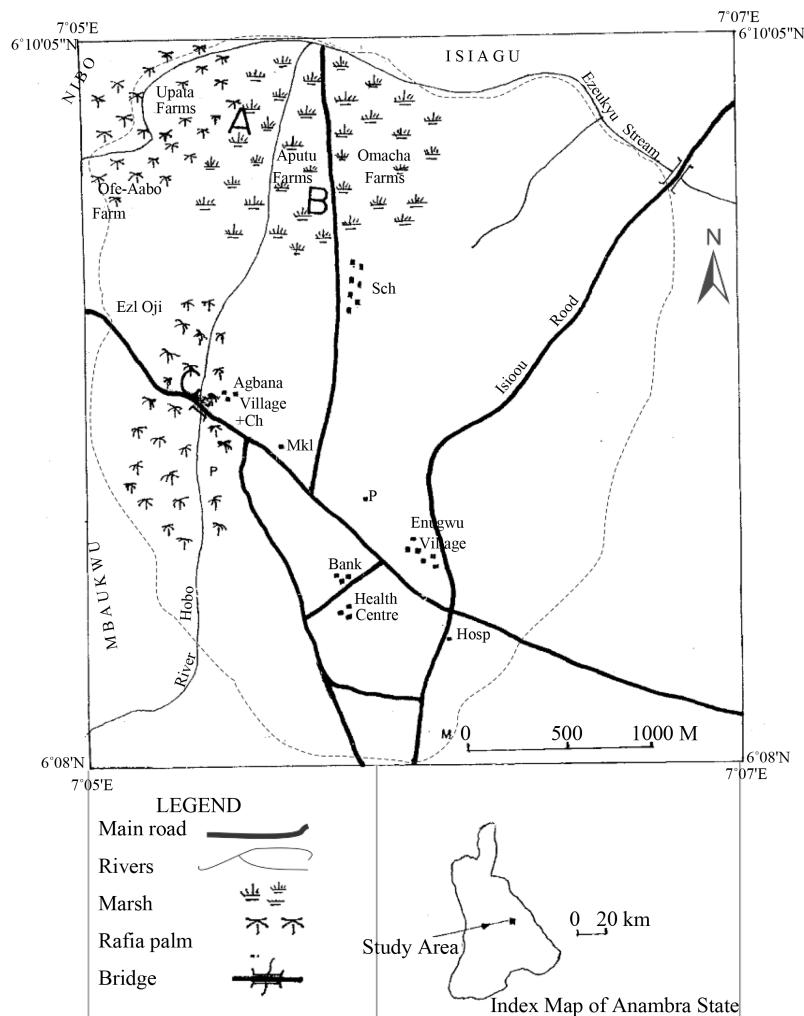 7°05'E
7°07'E
6°10'05"N
6°10'05"N
ISIAGU
NIBO
Upata
Farms
Ezeukyu Stream
A
Aputu
Farms
Omacha
Farms
Ofe-Aabo
Farm
B
N
Sch
Ezl Oji
Isioou Rood
C
Agbana
Village
+Ch
Mkl
P
P
Enugwu
Village
Bank
Health
Centre
Hosp
MBAUKWU
River Hobo
M 0 500 1000 M
6°08'N
6°08'N
7°05'E
7°07'E
LEGEND
Main road
Rivers
Marsh
Rafia palm
Bridge
Study Area
0 20 km
Index Map of Anambra State